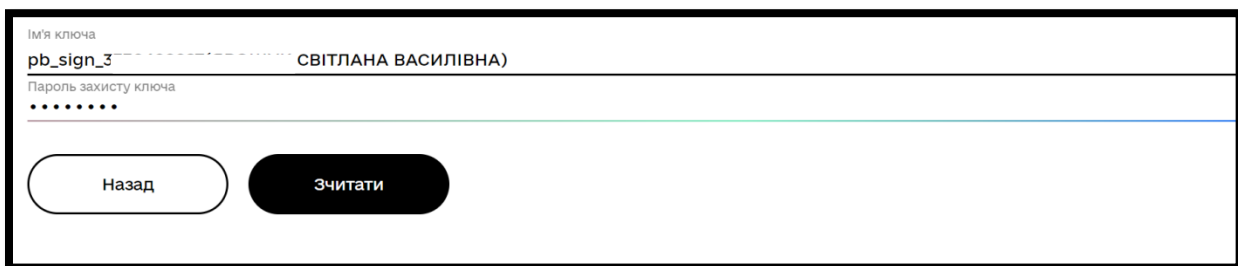 Ім'я ключа
pb_sign_3 СВІТЛАНА ВАСИЛІВНА)
Пароль захисту ключа
••••••••
Назад
Зчитати